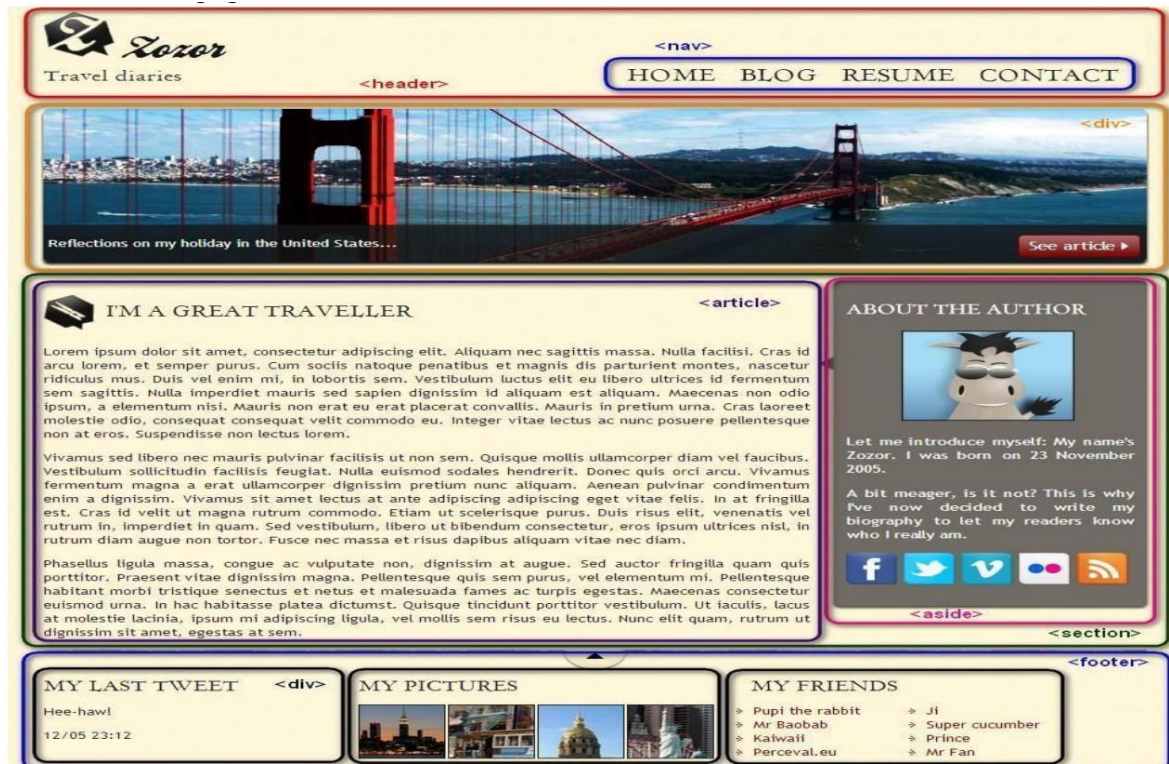 Zozor
Travel diaries
<header>
<nav>
HOME BLOG RESUME CONTACT
<div>
Reflections on my holiday in the United States...
See article
I'M A GREAT TRAVELLER
<article>
Lorem ipsum dolor sit amet, consectetur adipiscing elit. Aliquam nec sagittis massa. Nulla facilisi. Cras id
arcu lorem, et semper purus. Cum sociis natoque penatibus et magnis dis parturient montes, nascetur
ridiculus mus. Duis vel enim mi, in lobortis sem. Vestibulum luctus elit eu libero ultrices id fermentum
sem sagittis. Nulla imperdiet mauris sed sapien dignissim id aliquam est aliquam. Maecenas non odio
ipsum, a elementum nisi. Mauris non erat eu erat placerat convallis. Mauris in pretium urna. Cras laoreet
molestie odio, consequat consequat velit commodo eu. Integer vitae lectus ac nunc posuere pellentesque
non at eros. Suspendisse non lectus lorem.
Vivamus sed libero nec mauris pulvinar facilisis ut non sem. Quisque mollis ullamcorper diam vel faucibus.
Vestibulum sollicitudin facilisis feugiat. Nulla euismod sodales hendrerit. Donec quis orci arcu. Vivamus
fermentum magna a erat ullamcorper dignissim pretium nunc aliquam. Aenean pulvinar condimentum
enim a dignissim. Vivamus sit amet lectus at ante adipiscing adipiscing eget vitae felis. In at fringilla
est. Cras id velit ut magna rutrum commodo. Etiam ut scelerisque purus. Duis risus elit, venenatis vel
rutrum in, imperdiet in quam. Sed vestibulum, libero ut bibendum consectetur, eros ipsum ultrices nisl, in
rutrum diam augue non tortor. Fusce nec massa et risus dapibus aliquam vitae nec diam.
Phasellus ligula massa, congue ac vulputate non, dignissim at augue. Sed auctor fringilla quam quis
porttitor. Praesent vitae dignissim magna. Pellentesque quis sem purus, vel elementum mi. Pellentesque
habitant morbi tristique senectus et netus et malesuada fames ac turpis egestas. Maecenas consectetur
euismod urna. In hac habitasse platea dictumst. Quisque tincidunt porttitor vestibulum. Ut iaculis, lacus
at molestie lacinia, ipsum mi adipiscing ligula, vel mollis sem risus eu lectus. Nunc elit quam, rutrum ut
dignissim sit amet, egestas at sem.
ABOUT THE AUTHOR
Let me introduce myself: My name's
Zozor. I was born on 23 November
2005.
A bit meager, is it not? This is why
I've now decided to write my
biography to let my readers know
who I really am.
<aside>
<section>
<footer>
MY LAST TWEET
<div>
Hee-haw!
12/05 23:12
MY PICTURES
MY FRIENDS
Pupi the rabbit
Mr Baobab
Kaiwaii
Perceval.eu
Ji
Super cucumber
Prince
Mr Fan